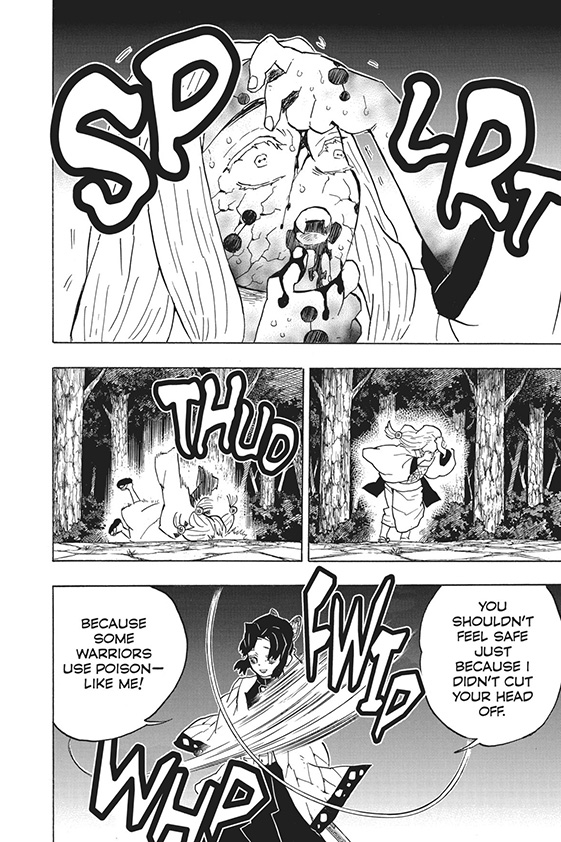 SPLRT
THUD
YOU
SHOULDN'T
FEEL SAFE
JUST
BECAUSE I
DIDN'T CUT
YOUR HEAD
OFF.
FWID
BECAUSE
SOME
WARRIORS
USE POISON—
LIKE ME!
WHP